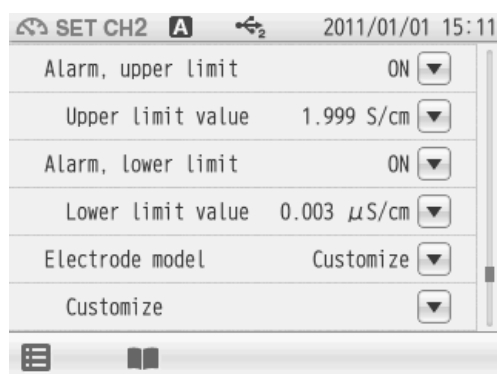 SET CH2 A 2 2011/01/01 15:11
Alarm, upper limit ON
Upper limit value 1.999 S/cm
Alarm, lower limit ON
Lower limit value 0.003 μS/cm
Electrode model Customize
Customize